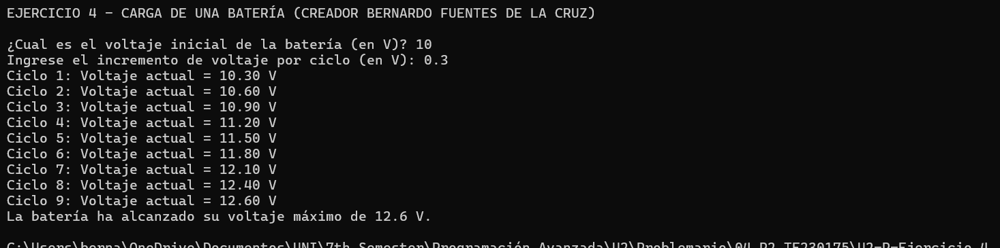 EJERCICIO 4 - CARGA DE UNA BATERÍA (CREADOR BERNARDO FUENTES DE LA CRUZ)
¿Cual es el voltaje inicial de la batería (en V)? 10
Ingrese el incremento de voltaje por ciclo (en V): 0.3
Ciclo 1: Voltaje actual = 10.30 V
Ciclo 2: Voltaje actual = 10.60 V
Ciclo 3: Voltaje actual = 10.90 V
Ciclo 4: Voltaje actual = 11.20 V
Ciclo 5: Voltaje actual = 11.50 V
Ciclo 6: Voltaje actual = 11.80 V
Ciclo 7: Voltaje actual = 12.10 V
Ciclo 8: Voltaje actual = 12.40 V
Ciclo 9: Voltaje actual = 12.60 V
La batería ha alcanzado su voltaje máximo de 12.6 V.
C:\Users\berna\OneDrive\Documentos\UNI\7th Semester\Programación Avanzada\U2\Problemario\04_P2_TE230175\U2-P-Ejercicio_4